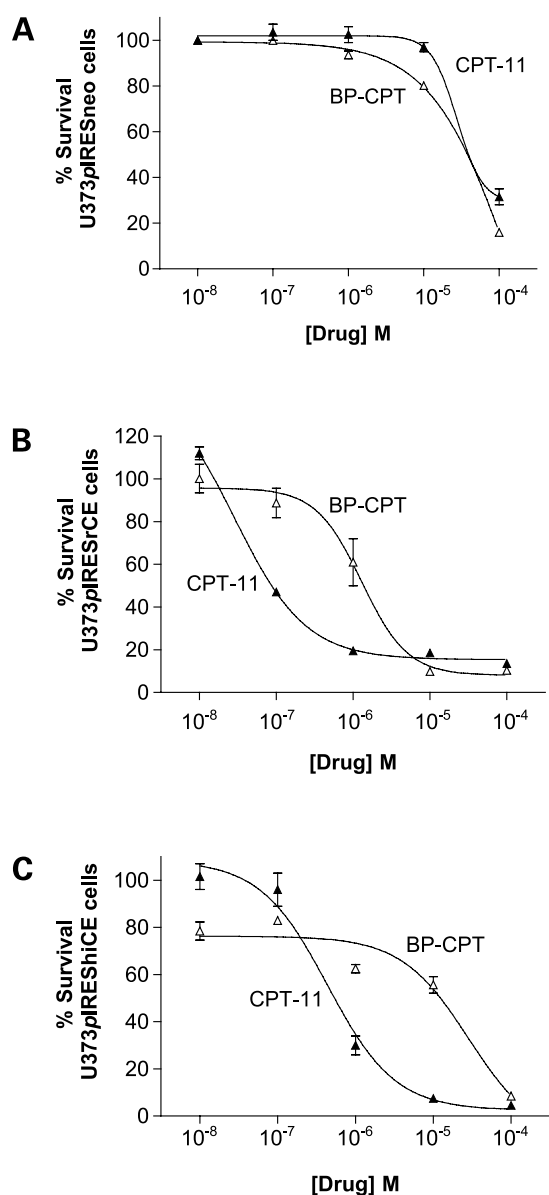 A
% Survival
U373pIRESneo cells
100
80
60
40
20
0
CPT-11
BP-CPT
10-8
10-7
10-6
10-5
10-4
[Drug] M
B
% Survival
U373pIRESrCE cells
120
100
80
60
40
20
0
BP-CPT
CPT-11
10-8
10-7
10-6
10-5
10-4
[Drug] M
C
% Survival
U373pIREShiCE cells
100
80
60
40
20
0
BP-CPT
CPT-11
10-8
10-7
10-6
10-5
10-4
[Drug] M